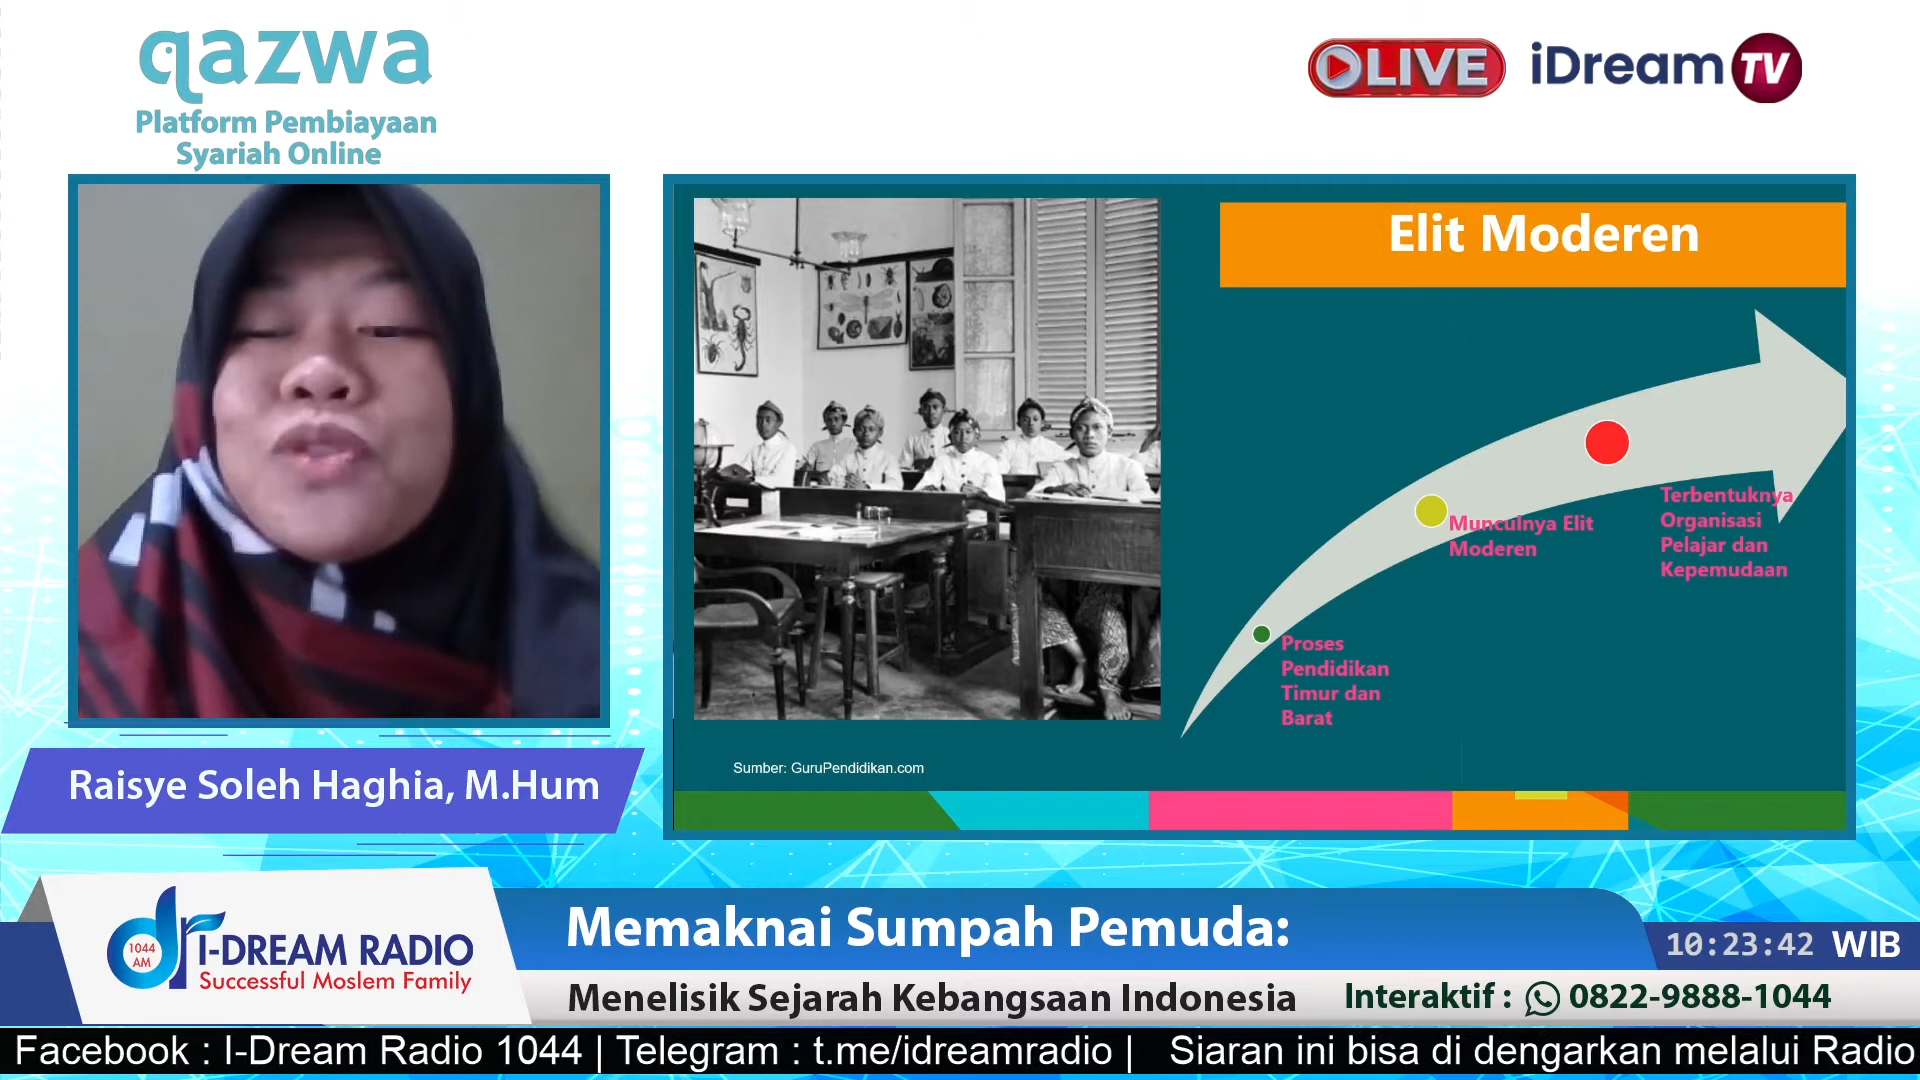 qazwa
Platform Pembiayaan
Syariah Online
LIVE
iDream TV
Elit Moderen
Terbentuknya
Organisasi
Pelajar dan
Kepemudaan
Munculnya Elit
Moderen
Proses
Pendidikan
Timur dan
Barat
Sumber: GuruPendidikan.com
Raisye Soleh Haghia, M.Hum
1044
AM
dr I-DREAM RADIO
Successful Moslem Family
Memaknai Sumpah Pemuda:
10:23:42 WIB
Menelisik Sejarah Kebangsaan Indonesia
Interaktif : 0822-9888-1044
Facebook : I-Dream Radio 1044 | Telegram : t.me/idreamradio | Siaran ini bisa di dengarkan melalui Radio